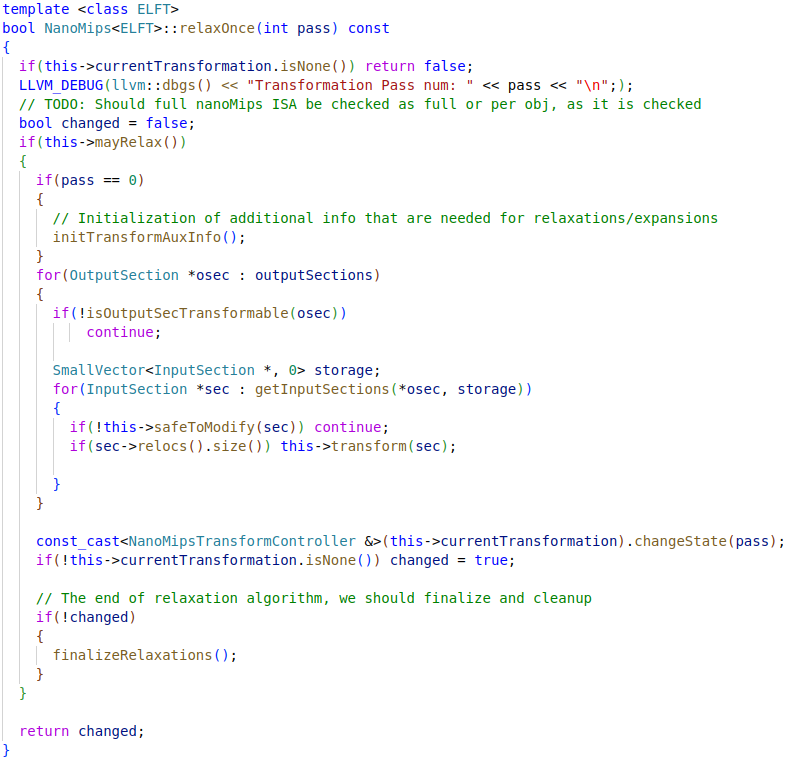 template <class ELFT>
bool NanoMips<ELFT>::relaxOnce(int pass) const
{
  if(this->currentTransformation.isNone()) return false;
  LLVM_DEBUG(llvm::dbgs() << "Transformation Pass num: " << pass << "\n";);
  // TODO: Should full nanoMips ISA be checked as full or per obj, as it is checked
  bool changed = false;
  if(this->mayRelax())
  {
    if(pass == 0)
    {
      // Initialization of additional info that are needed for relaxations/expansions
      initTransformAuxInfo();
    }
    for(OutputSection *osec : outputSections)
    {
      if(!isOutputSecTransformable(osec))
          continue;

      SmallVector<InputSection *, 0> storage;
      for(InputSection *sec : getInputSections(*osec, storage))
      {
        if(!this->safeToModify(sec)) continue;
        if(sec->relocs().size()) this->transform(sec);

      }
    }

    const_cast<NanoMipsTransformController &>(this->currentTransformation).changeState(pass);
    if(!this->currentTransformation.isNone()) changed = true;

    // The end of relaxation algorithm, we should finalize and cleanup
    if(!changed)
    {
      finalizeRelaxations();
    }
  }

  return changed;
}